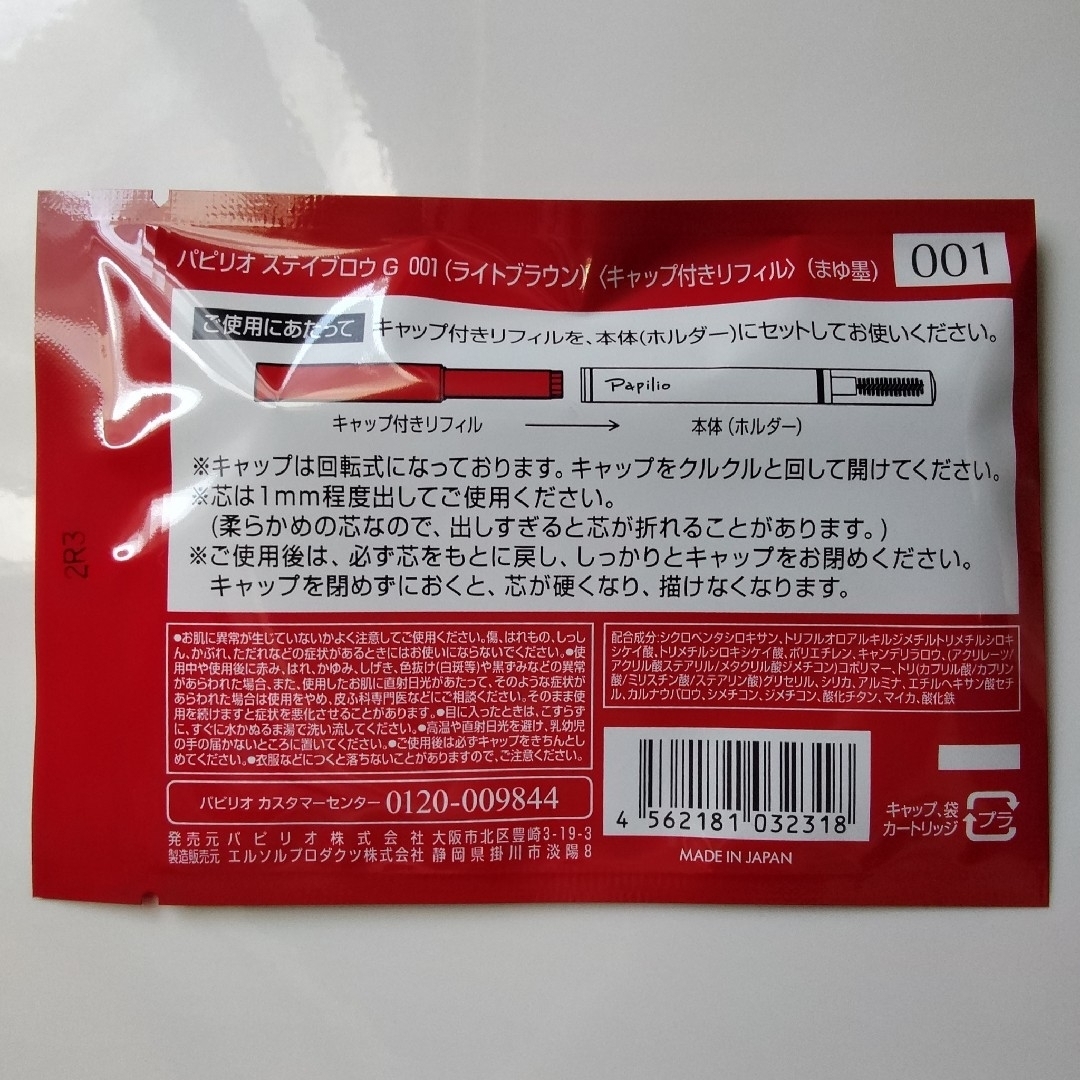 パピリオ ステイブロウG 001(ライトブラウン)〈キャップ付きリフィル〉(まゆ墨)
001
ご使用にあたって キャップ付きリフィルを、本体(ホルダー)にセットしてお使いください。
Papilio
キャップ付きリフィル 本体(ホルダー)
※キャップは回転式になっております。キャップをクルクルと回して開けてください。
※芯は1mm程度出してご使用ください。
(柔らかめの芯なので、出しすぎると芯が折れることがあります。)
※ご使用後は、必ず芯をもとに戻し、しっかりとキャップをお閉めください。
キャップを閉めずにおくと、芯が硬くなり、描けなくなります。
2R3
●お肌に異常が生じていないかよく注意してご使用ください。傷、はれもの、しっし
ん、かぶれ、ただれなどの症状があるときにはお使いにならないでください。●使
用中や使用後に赤み、はれ、かゆみ、しげき、色抜け(白斑等)や黒ずみなどの異常
があらわれた場合、また、使用したお肌に直射日光があたって、そのような症状が
あらわれた場合は使用をやめ、皮ふ科専門医などにご相談ください。そのまま使
用を続けますと症状を悪化させることがあります。●目に入ったときは、こすらず
に、すぐに水かぬるま湯で洗い流してください。●高温や直射日光を避け、乳幼児
の手の届かないところに置いてください。●ご使用後は必ずキャップをきちんとし
めてください。●衣服などにつくと落ちないことがありますので、ご注意ください。
配合成分:シクロペンタシロキサン、トリフルオロアルキルジメチルトリメチルシロキ
シケイ酸、トリメチルシロキシケイ酸、ポリエチレン、キャンデリラロウ、(アクリレーツ/
アクリル酸ステアリル/メタクリル酸ジメチコン)コポリマー、トリ(カプリル酸/カプリン
酸/ミリスチン酸/ステアリン酸)グリセリル、シリカ、アルミナ、エチルヘキサン酸セチ
ル、カルナウバロウ、シメチコン、ジメチコン、酸化チタン、マイカ、酸化鉄
パピリオ カスタマーセンター 0120-009844
発売元 パピリオ株式会社 大阪市北区豊崎3-19-3
製造販売元 エルソルプロダクツ株式会社 静岡県掛川市淡陽8
4 562181 032318
MADE IN JAPAN
キャップ、袋
カートリッジ
プラ